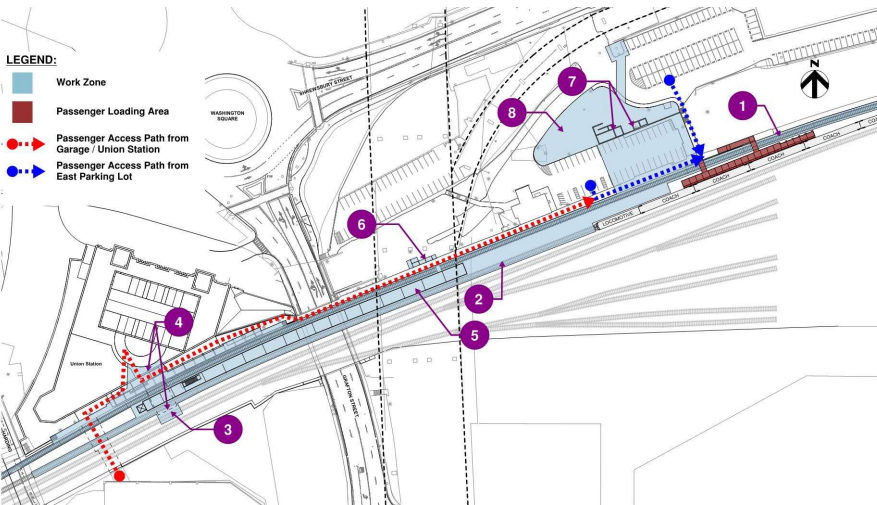 LEGEND:
Work Zone
Passenger Loading Area
Passenger Access Path from
Garage / Union Station
Passenger Access Path from
East Parking Lot
SHREWSBURY STREET
WASHINGTON
SQUARE
N
1
7
8
COACH
COACH
COACH
COACH
COACH
LOCOMOTIVE
6
2
5
4
Union Station
GRAFTON STREET
3
HARDING